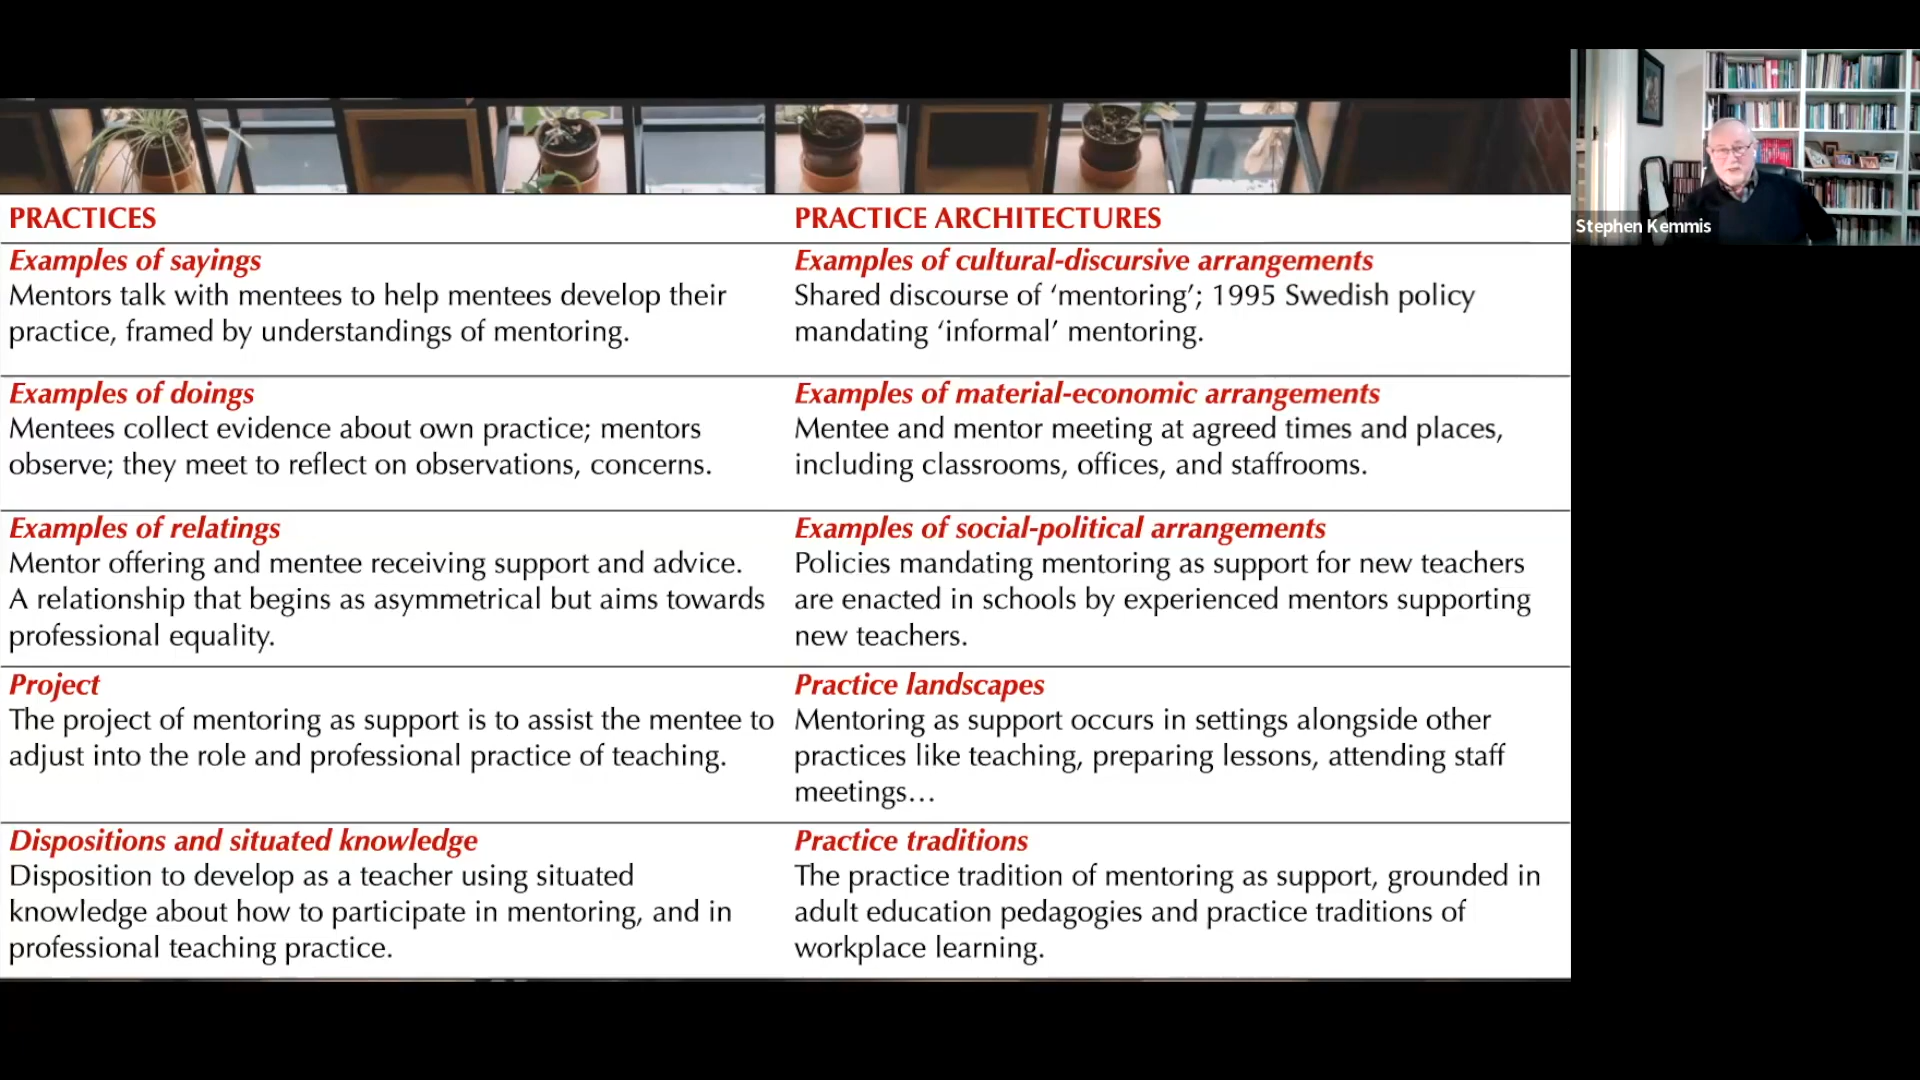 PRACTICES
PRACTICE ARCHITECTURES
Examples of sayings
Mentors talk with mentees to help mentees develop their
practice, framed by understandings of mentoring.
Examples of cultural-discursive arrangements
Shared discourse of ‘mentoring’; 1995 Swedish policy
mandating ‘informal’ mentoring.
Examples of doings
Mentees collect evidence about own practice; mentors
observe; they meet to reflect on observations, concerns.
Examples of material-economic arrangements
Mentee and mentor meeting at agreed times and places,
including classrooms, offices, and staffrooms.
Examples of relatings
Mentor offering and mentee receiving support and advice.
A relationship that begins as asymmetrical but aims towards
professional equality.
Examples of social-political arrangements
Policies mandating mentoring as support for new teachers
are enacted in schools by experienced mentors supporting
new teachers.
Project
The project of mentoring as support is to assist the mentee to
adjust into the role and professional practice of teaching.
Practice landscapes
Mentoring as support occurs in settings alongside other
practices like teaching, preparing lessons, attending staff
meetings…
Dispositions and situated knowledge
Disposition to develop as a teacher using situated
knowledge about how to participate in mentoring, and in
professional teaching practice.
Practice traditions
The practice tradition of mentoring as support, grounded in
adult education pedagogies and practice traditions of
workplace learning.
Stephen Kemmis